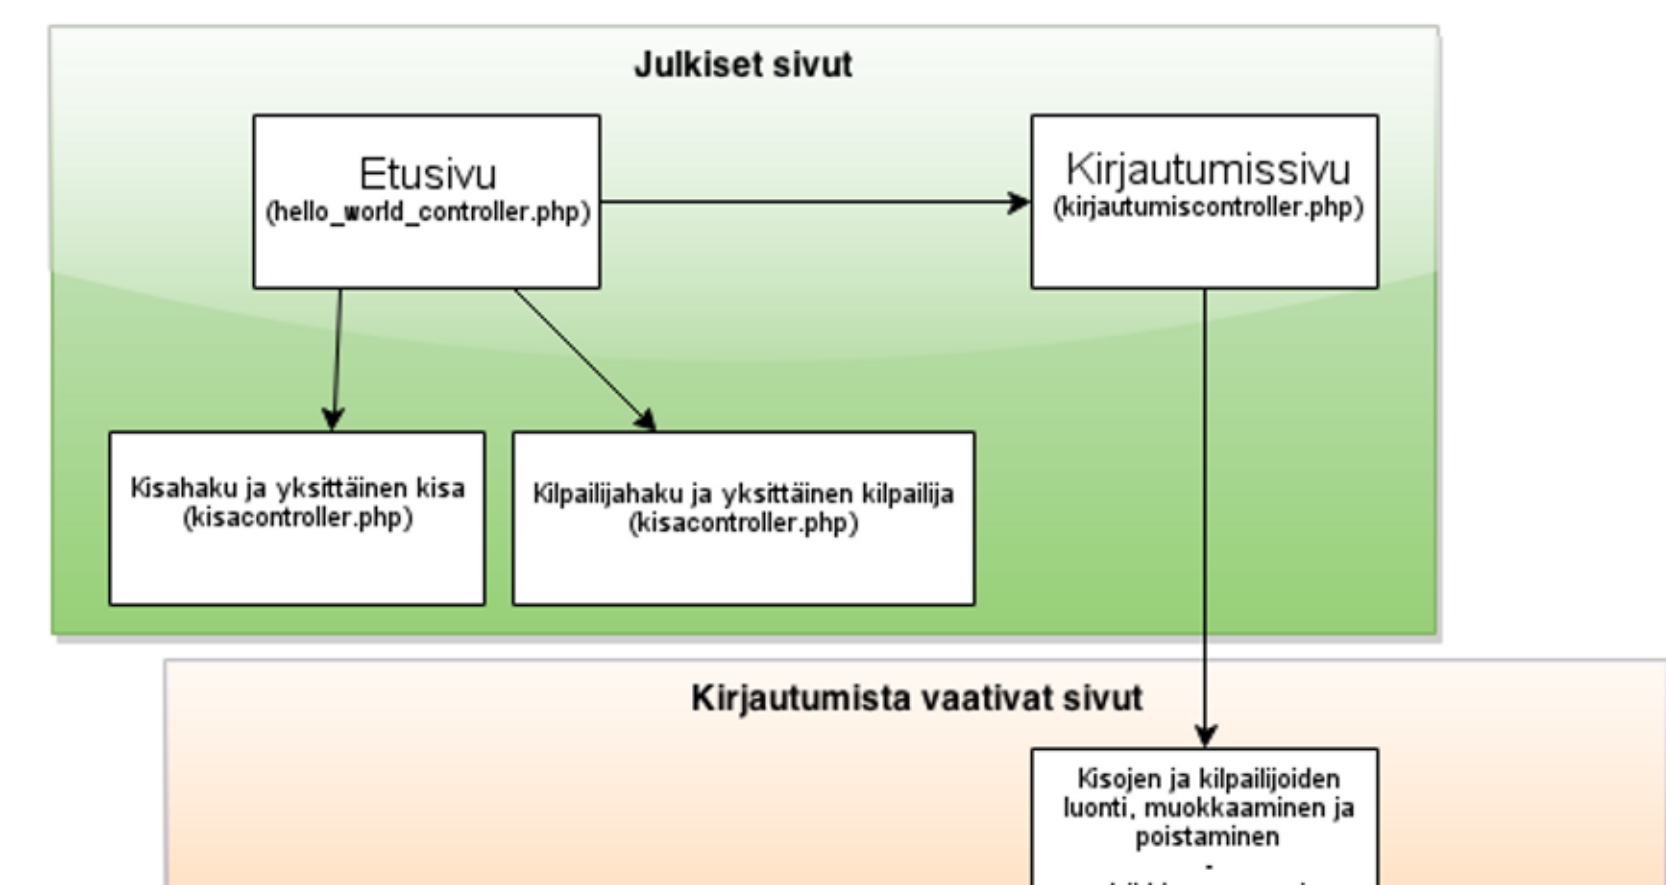 Julkiset sivut
Etusivu
(hello_world_controller.php)
Kirjautumissivu
(kirjautumiscontroller.php)
Kisahaku ja yksittäinen kisa
(kisacontroller.php)
Kilpailijahaku ja yksittäinen kilpailija
(kisacontroller.php)
Kirjautumista vaativat sivut
Kisojen ja kilpailijoiden
luonti, muokkaaminen ja
poistaminen
-